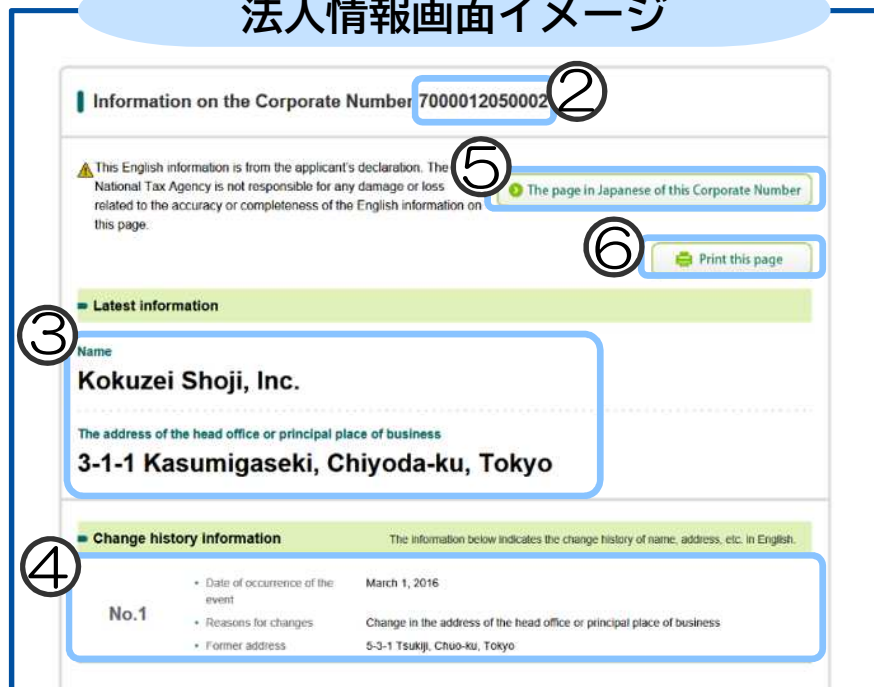 法人情報画面イメージ
Information on the Corporate Number 7000012050002
②
This English information is from the applicant's declaration. The
National Tax Agency is not responsible for any damage or loss
related to the accuracy or completeness of the English information on
this page.
⑤
The page in Japanese of this Corporate Number
⑥
Print this page
Latest information
③
Name
Kokuzei Shoji, Inc.
The address of the head office or principal place of business
3-1-1 Kasumigaseki, Chiyoda-ku, Tokyo
Change history information
The information below indicates the change history of name, address, etc. in English.
④
No.1
• Date of occurrence of the
event
March 1, 2016
• Reasons for changes
Change in the address of the head office or principal place of business
• Former address
5-3-1 Tsukiji, Chuo-ku, Tokyo